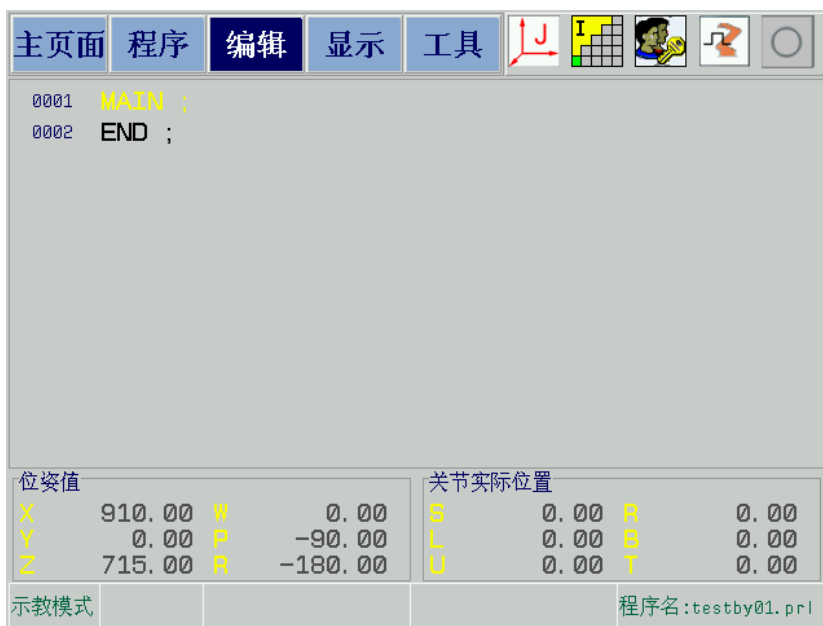 主页面 程序 编辑 显示 工具 J I
0001 MAIN ;
0002 END ;
位姿值 关节实际位置
X 910.00 W 0.00 S 0.00 R 0.00
Y 0.00 P -90.00 L 0.00 B 0.00
Z 715.00 R -180.00 U 0.00 T 0.00
示教模式 程序名:testby01.prl